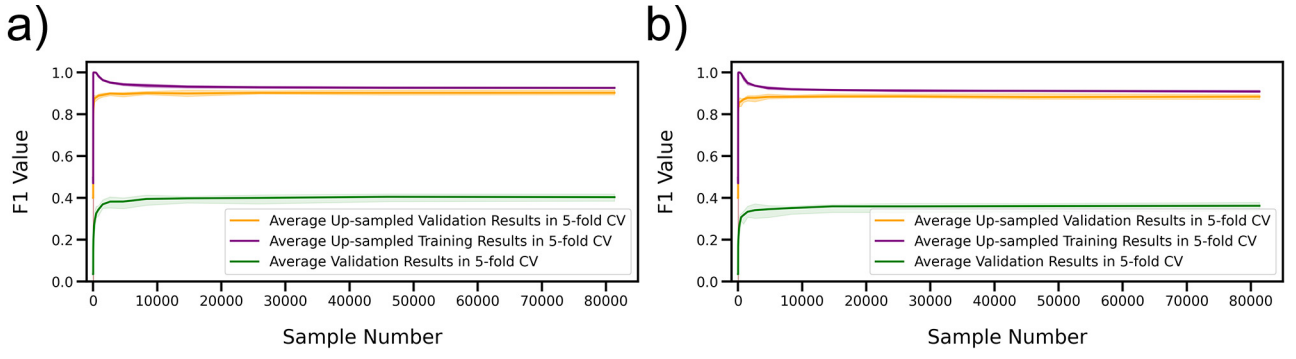 a)
1.0
0.8
0.6
0.4
0.2
0.0
F1 Value
Average Up-sampled Validation Results in 5-fold CV
Average Up-sampled Training Results in 5-fold CV
Average Validation Results in 5-fold CV
0 10000 20000 30000 40000 50000 60000 70000 80000
Sample Number
b)
1.0
0.8
0.6
0.4
0.2
0.0
F1 Value
Average Up-sampled Validation Results in 5-fold CV
Average Up-sampled Training Results in 5-fold CV
Average Validation Results in 5-fold CV
0 10000 20000 30000 40000 50000 60000 70000 80000
Sample Number